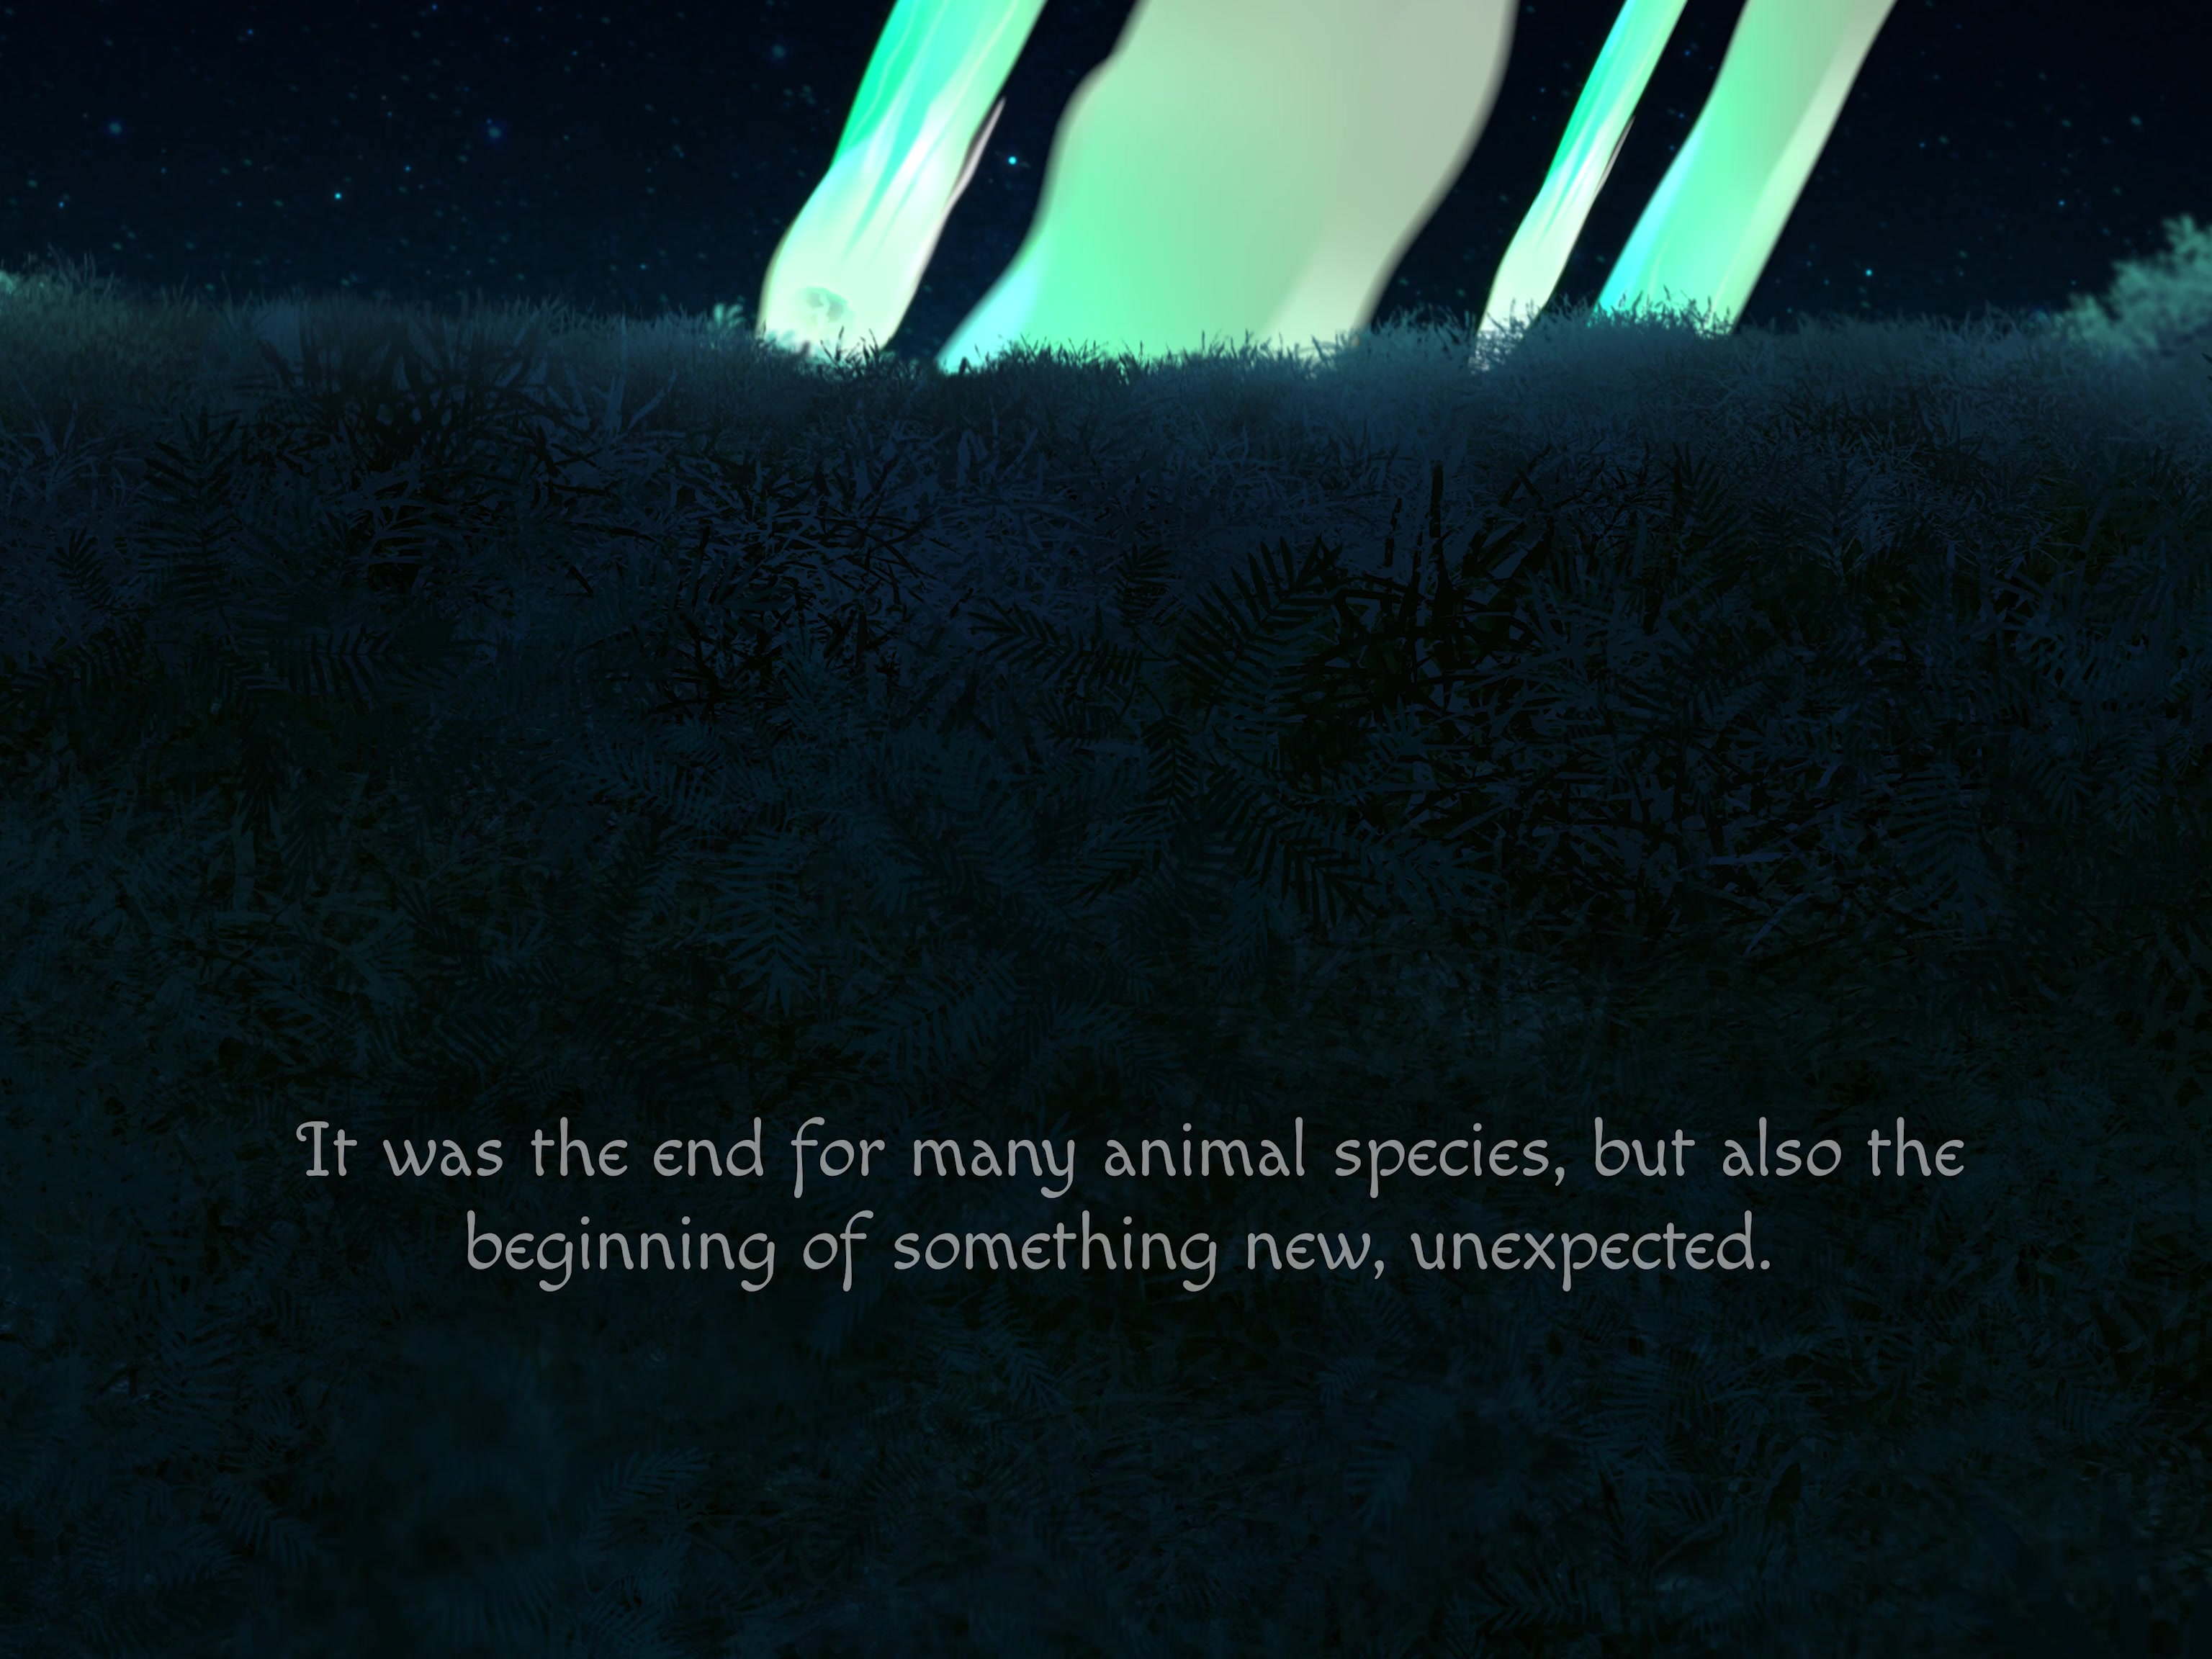 It was the end for many animal species, but also the
beginning of something new, unexpected.